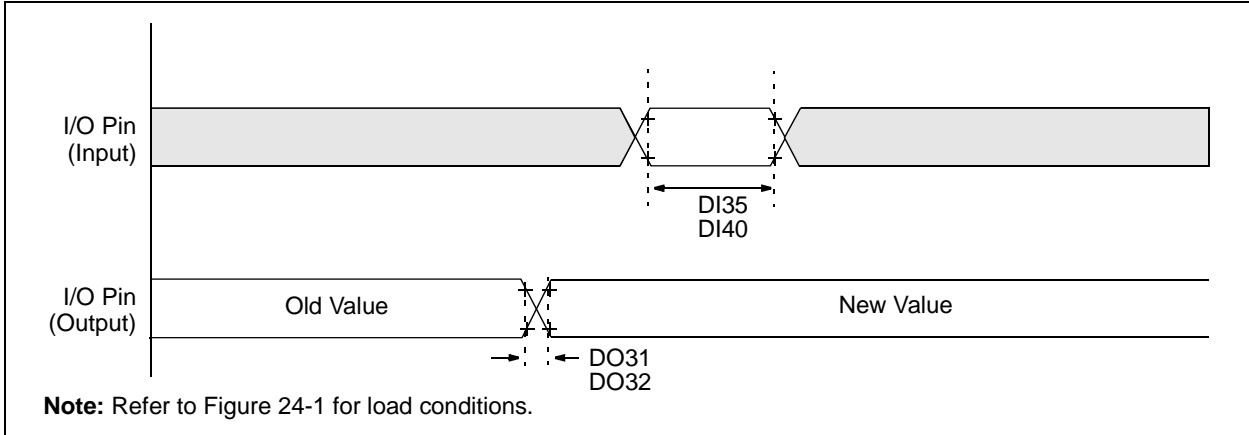 I/O Pin
(Input)
DI35
DI40
I/O Pin
(Output)
Old Value
New Value
DO31
DO32
Note: Refer to Figure 24-1 for load conditions.